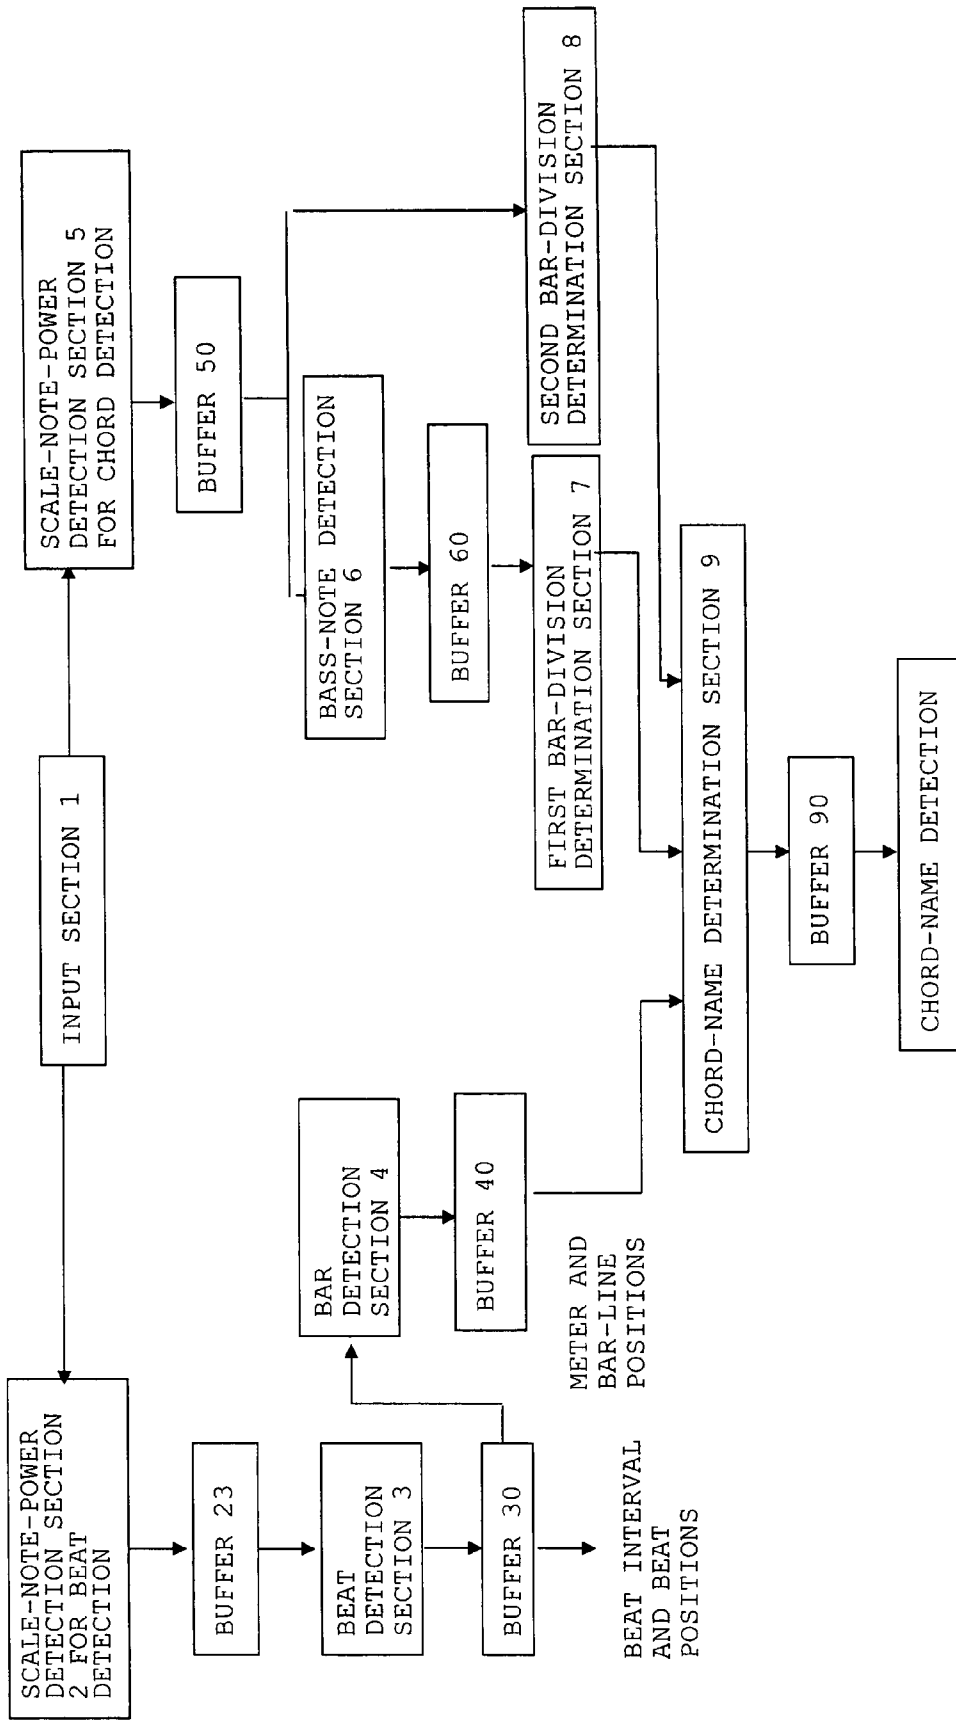 INPUT SECTION 1
SCALE-NOTE-POWER
DETECTION SECTION
2 FOR BEAT
DETECTION
BUFFER 23
BEAT
DETECTION
SECTION 3
BUFFER 30
BEAT INTERVAL
AND BEAT
POSITIONS
BAR
DETECTION
SECTION 4
BUFFER 40
METER AND
BAR-LINE
POSITIONS
SCALE-NOTE-POWER
DETECTION SECTION 5
FOR CHORD DETECTION
BUFFER 50
BASS-NOTE DETECTION
SECTION 6
BUFFER 60
FIRST BAR-DIVISION
DETERMINATION SECTION 7
SECOND BAR-DIVISION
DETERMINATION SECTION 8
CHORD-NAME DETERMINATION SECTION 9
BUFFER 90
CHORD-NAME DETECTION